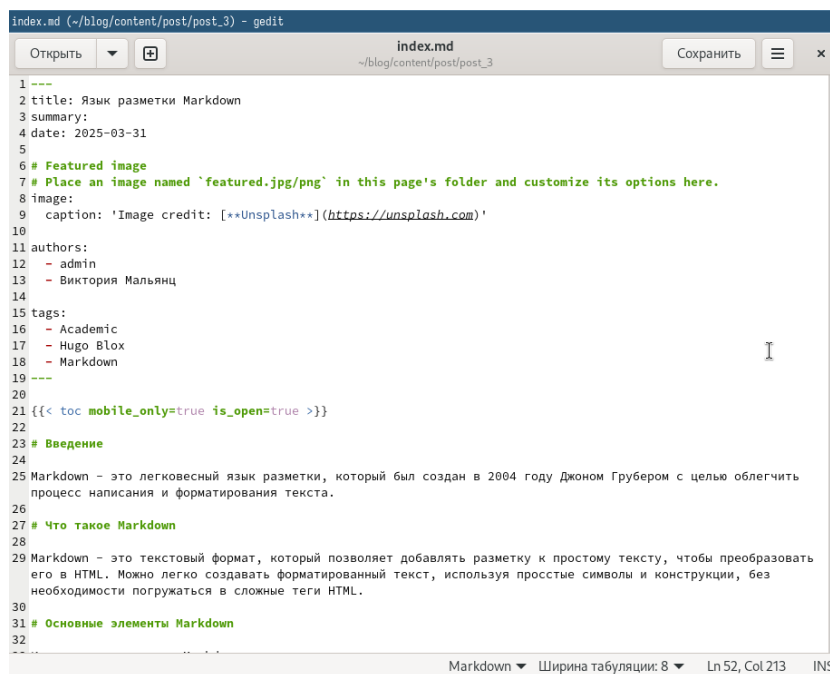 index.md (~/blog/content/post/post_3) - gedit
Открыть
index.md
~/blog/content/post/post_3
Сохранить
1 ---
2 title: Язык разметки Markdown
3 summary:
4 date: 2025-03-31
5
6 # Featured image
7 # Place an image named `featured.jpg/png` in this page's folder and customize its options here.
8 image:
9   caption: 'Image credit: [**Unsplash**](https://unsplash.com)'
10
11 authors:
12   - admin
13   - Виктория Мальянц
14
15 tags:
16   - Academic
17   - Hugo Blox
18   - Markdown
19 ---
20
21 {{< toc mobile_only=true is_open=true >}}
22
23 # Введение
24
25 Markdown - это легковесный язык разметки, который был создан в 2004 году Джоном Грубером с целью облегчить
процесс написания и форматирования текста.
26
27 # Что такое Markdown
28
29 Markdown - это текстовый формат, который позволяет добавлять разметку к простому тексту, чтобы преобразовать
его в HTML. Можно легко создавать форматированный текст, используя просстые символы и конструкции, без
необходимости погружаться в сложные теги HTML.
30
31 # Основные элементы Markdown
32
Markdown
Ширина табуляции: 8
Ln 52, Col 213
INS